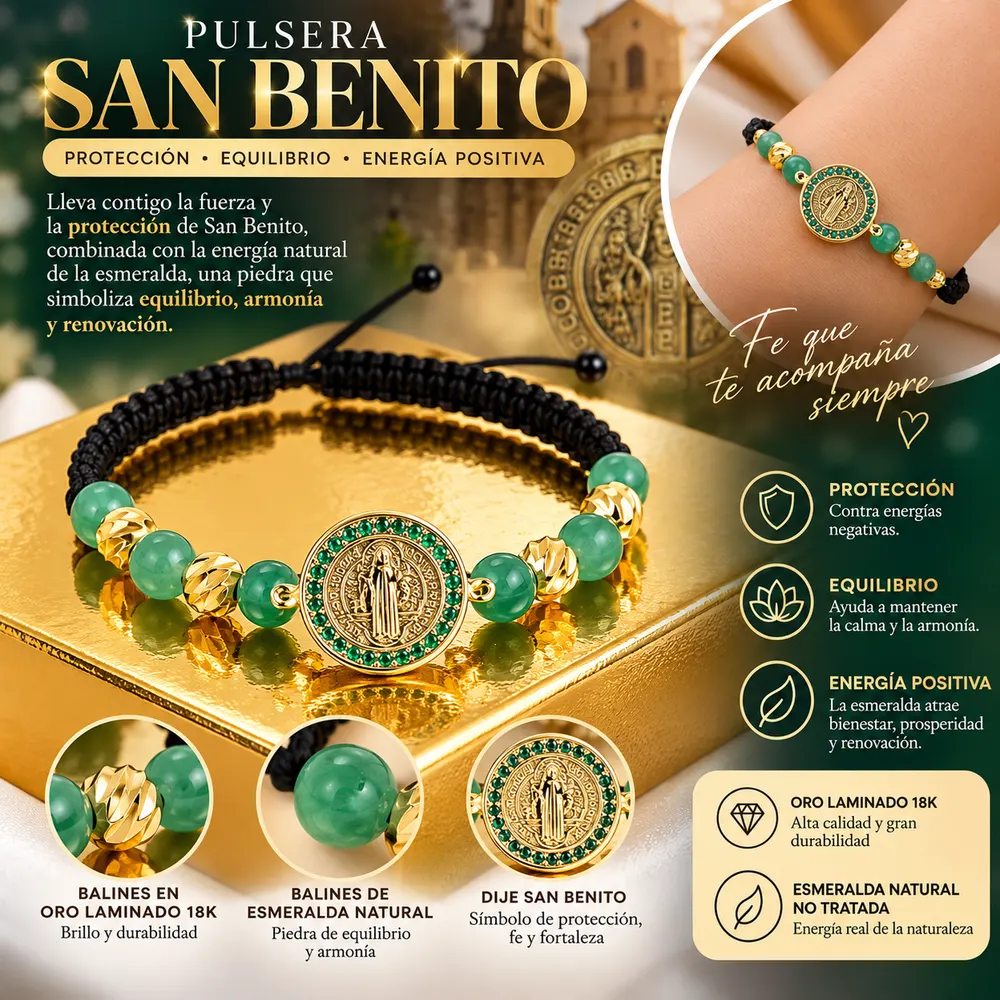 PULSERA
SAN BENITO
PROTECCIÓN • EQUILIBRIO • ENERGÍA POSITIVA
Lleva contigo la fuerza y
la protección de San Benito,
combinada con la energía natural
de la esmeralda, una piedra que
simboliza equilibrio, armonía
y renovación.
Fe que
te acompaña
siempre
PROTECCIÓN
Contra energías
negativas.
EQUILIBRIO
Ayuda a mantener
la calma y la armonía.
ENERGÍA POSITIVA
La esmeralda atrae
bienestar, prosperidad
y renovación.
BALINES EN
ORO LAMINADO 18K
Brillo y durabilidad
BALINES DE
ESMERALDA NATURAL
Piedra de equilibrio
y armonía
DIJE SAN BENITO
Símbolo de protección,
fe y fortaleza
ORO LAMINADO 18K
Alta calidad y gran
durabilidad
ESMERALDA NATURAL
NO TRATADA
Energía real de la naturaleza